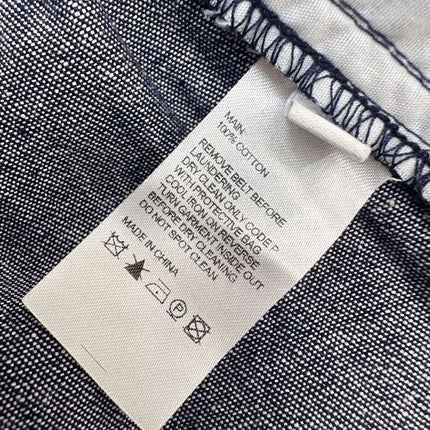 MAIN
100% COTTON
REMOVE BELT BEFORE
LAUNDERING
DRY CLEAN ONLY CODE P
WITH PROTECTIVE BAG
COOL IRON ON REVERSE
TURN GARMENT INSIDE OUT
BEFORE DRY CLEANING
DO NOT SPOT CLEAN
P
MADE IN CHINA